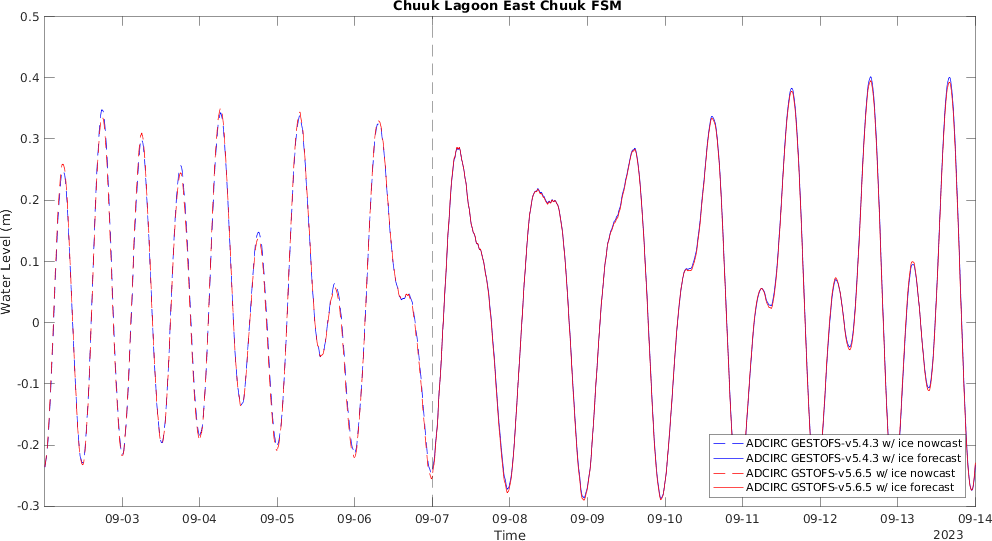 Chuuk Lagoon East Chuuk FSM
Water Level (m)
0.5
0.4
0.3
0.2
0.1
0
-0.1
-0.2
-0.3
ADCIRC GESTOFS-v5.4.3 w/ ice nowcast
ADCIRC GESTOFS-v5.4.3 w/ ice forecast
ADCIRC GSTOFS-v5.6.5 w/ ice nowcast
ADCIRC GSTOFS-v5.6.5 w/ ice forecast
09-03 09-04 09-05 09-06 09-07 09-08 09-09 09-10 09-11 09-12 09-13 09-14
Time
2023